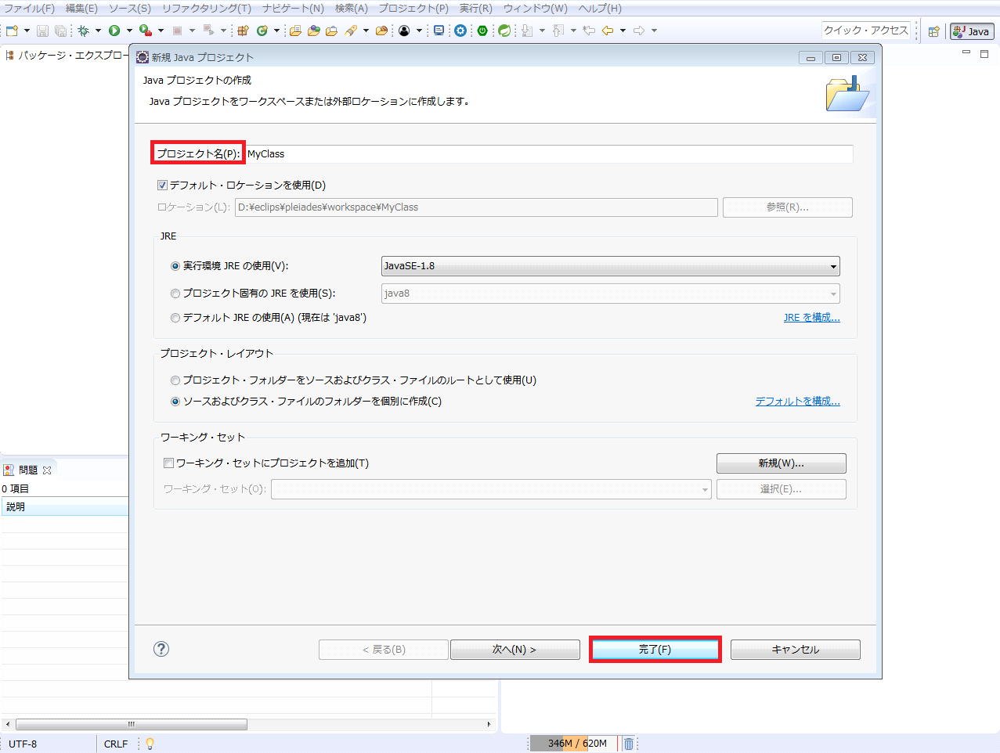 ファイル(F) 編集(E) ソース(S) リファクタリング(T) ナビゲート(N) 検索(A) プロジェクト(P) 実行(R) ウィンドウ(W) ヘルプ(H)
クイック・アクセス Java
パッケージ・エクスプロー
新規 Java プロジェクト
Java プロジェクトの作成
Java プロジェクトをワークスペースまたは外部ロケーションに作成します。
プロジェクト名(P): MyClass
デフォルト・ロケーションを使用(D)
ロケーション(L): D:¥eclips¥pleiades¥workspace¥MyClass 参照(R)...
JRE
実行環境 JRE の使用(V): JavaSE-1.8
プロジェクト固有の JRE を使用(S): java8
デフォルト JRE の使用(A) (現在は 'java8') JRE を構成...
プロジェクト・レイアウト
プロジェクト・フォルダーをソースおよびクラス・ファイルのルートとして使用(U)
ソースおよびクラス・ファイルのフォルダーを個別に作成(C) デフォルトを構成...
ワーキング・セット
ワーキング・セットにプロジェクトを追加(T) 新規(W)...
ワーキング・セット(O): 選択(E)...
問題
0 項目
説明
? < 戻る(B) 次へ(N) > 完了(F) キャンセル
UTF-8 CRLF 346M / 620M